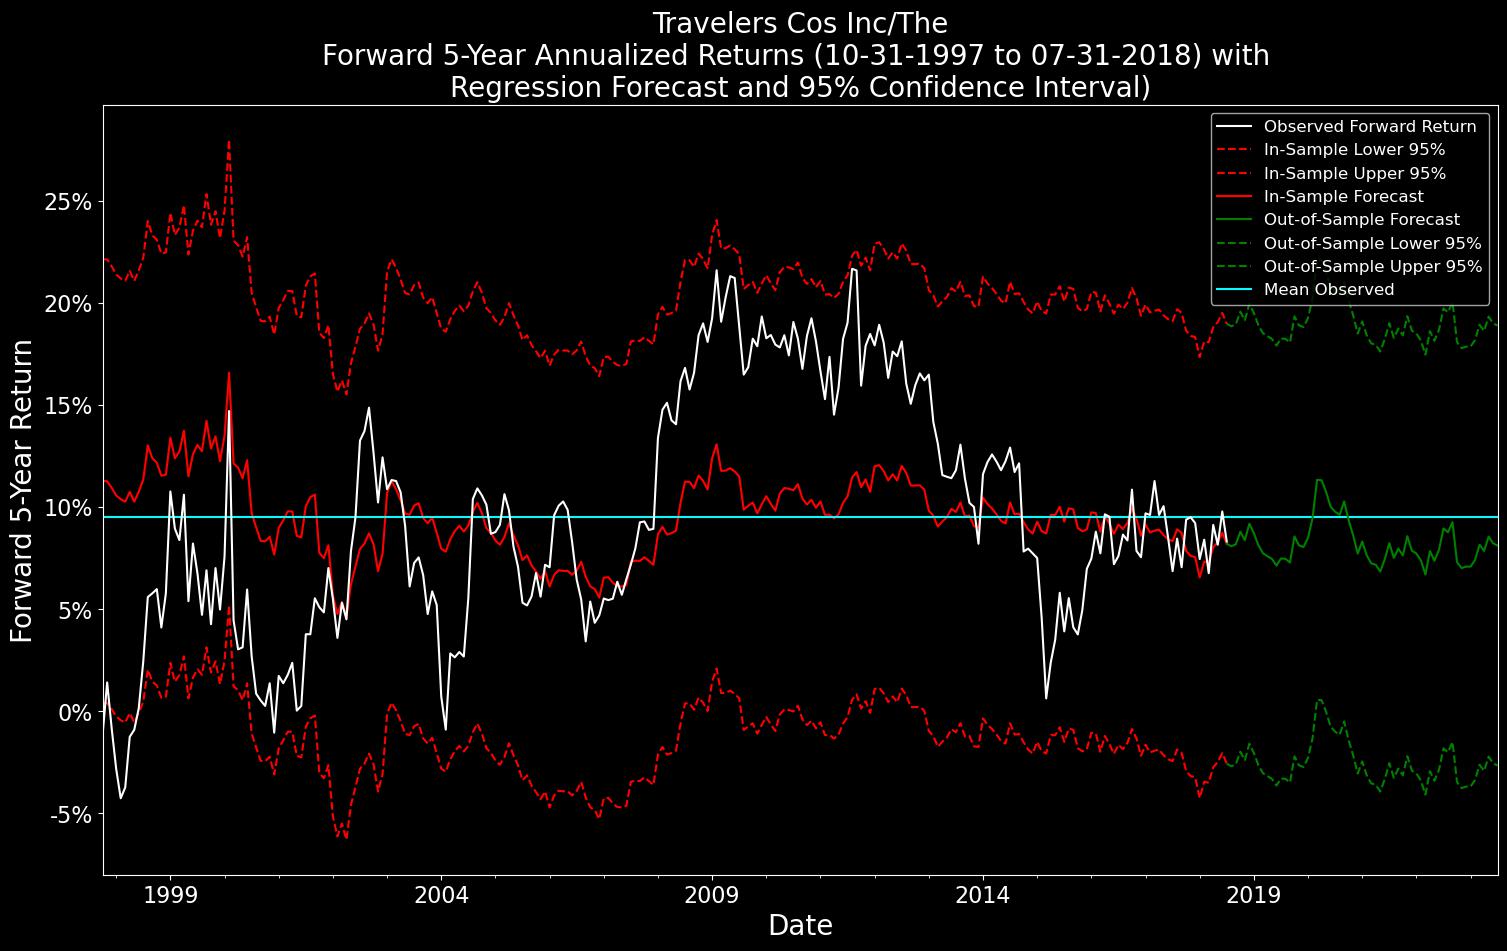 Travelers Cos Inc/The
Forward 5-Year Annualized Returns (10-31-1997 to 07-31-2018) with
Regression Forecast and 95% Confidence Interval)
Observed Forward Return
In-Sample Lower 95%
In-Sample Upper 95%
In-Sample Forecast
Out-of-Sample Forecast
Out-of-Sample Lower 95%
Out-of-Sample Upper 95%
Mean Observed
Forward 5-Year Return
25%
20%
15%
10%
5%
0%
-5%
1999
2004
2009
2014
2019
Date